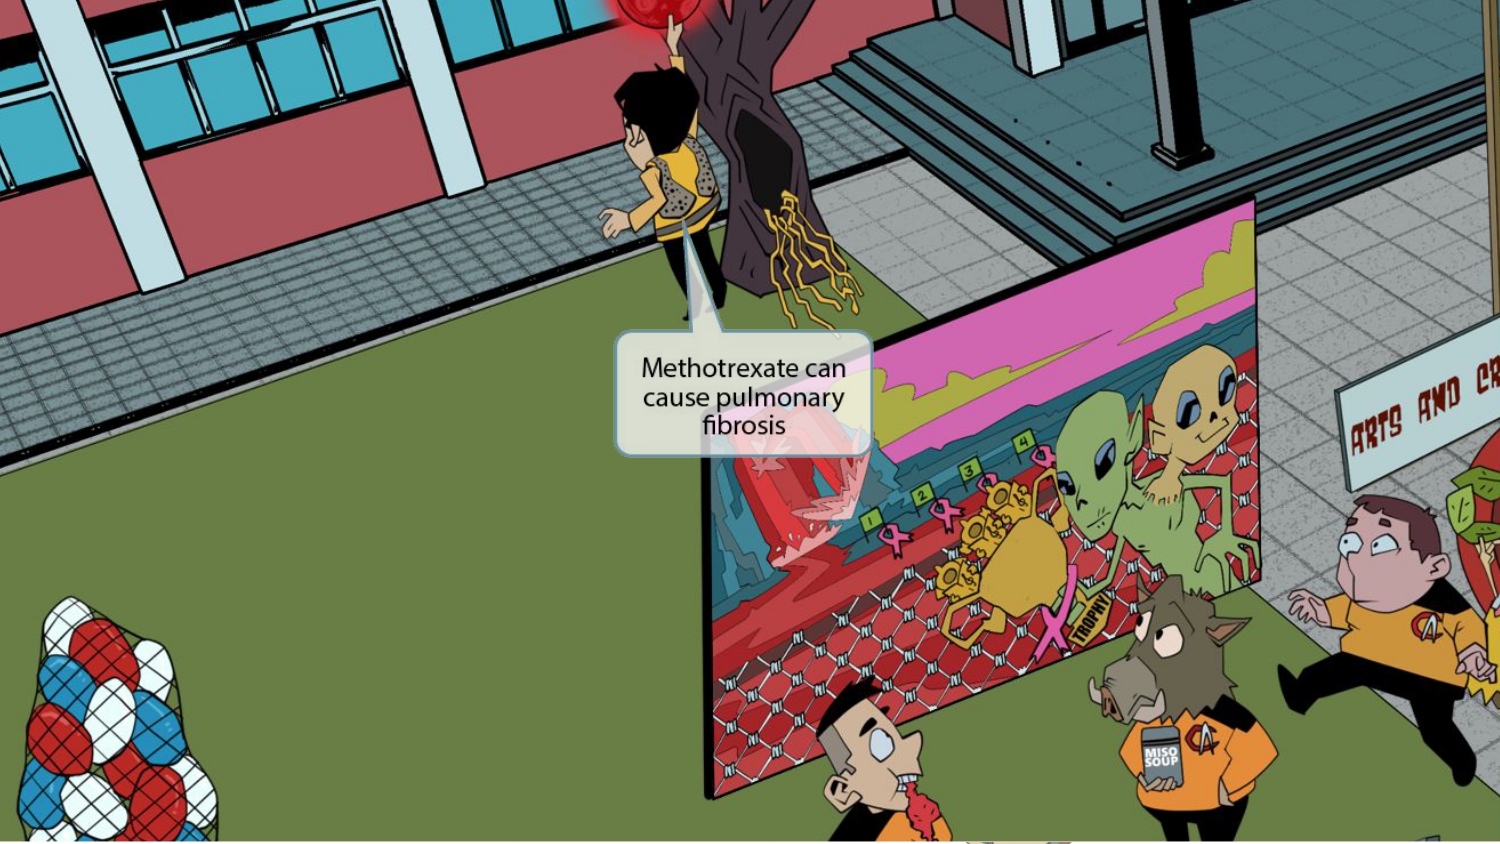 Methotrexate can
cause pulmonary
fibrosis
ARTS AND
1
2
3
4
TROPHY
MISO
SOUP